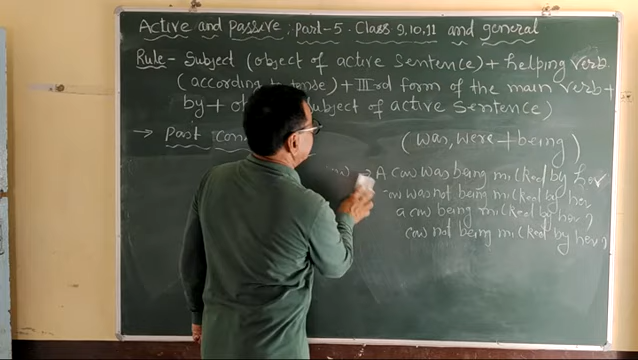 Active and passive: Part-5. Class 9,10,11 and general
Rule- Subject (object of active sentence) + helping verb
(according to tense) + IIIrd form of the main verb +
by + subject of active sentence)
→ Past (was, were + being)
→ A cow was being milked by her
cow was not being milked by her
a cow being milked by her?
cow not being milked by her?